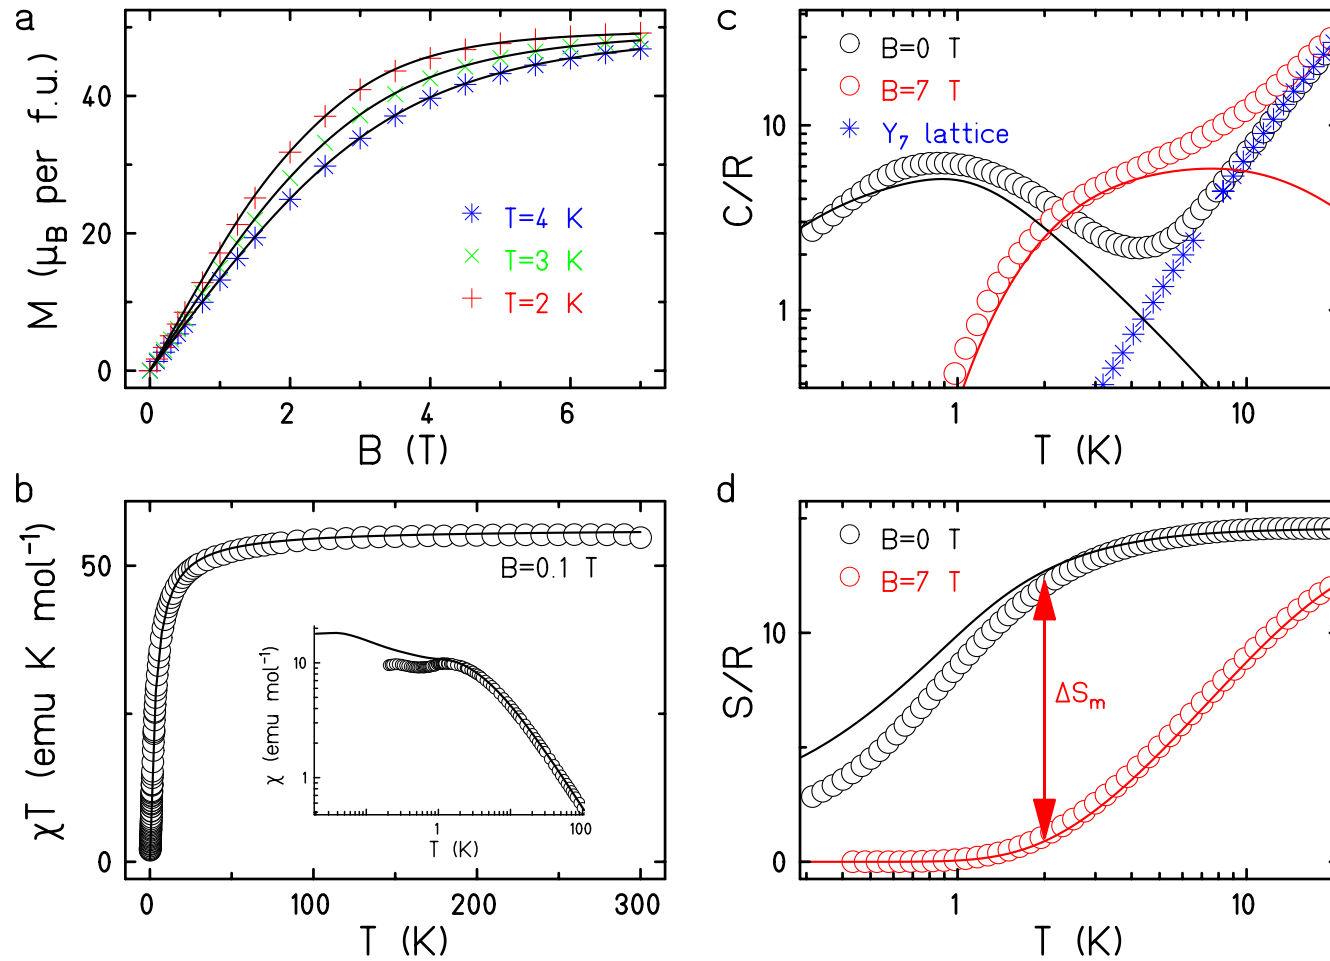 a
M (μB per f.u.)
40
20
0
T=4 K
T=3 K
T=2 K
0 2 4 6
B (T)
b
χT (emu K mol⁻¹)
50
0
B=0.1 T
χ (emu mol⁻¹)
10
1
1 10 100
T (K)
0 100 200 300
T (K)
c
C/R
10
1
B=0 T
B=7 T
Y₇ lattice
1 10
T (K)
d
S/R
10
0
B=0 T
B=7 T
ΔSm
1 10
T (K)